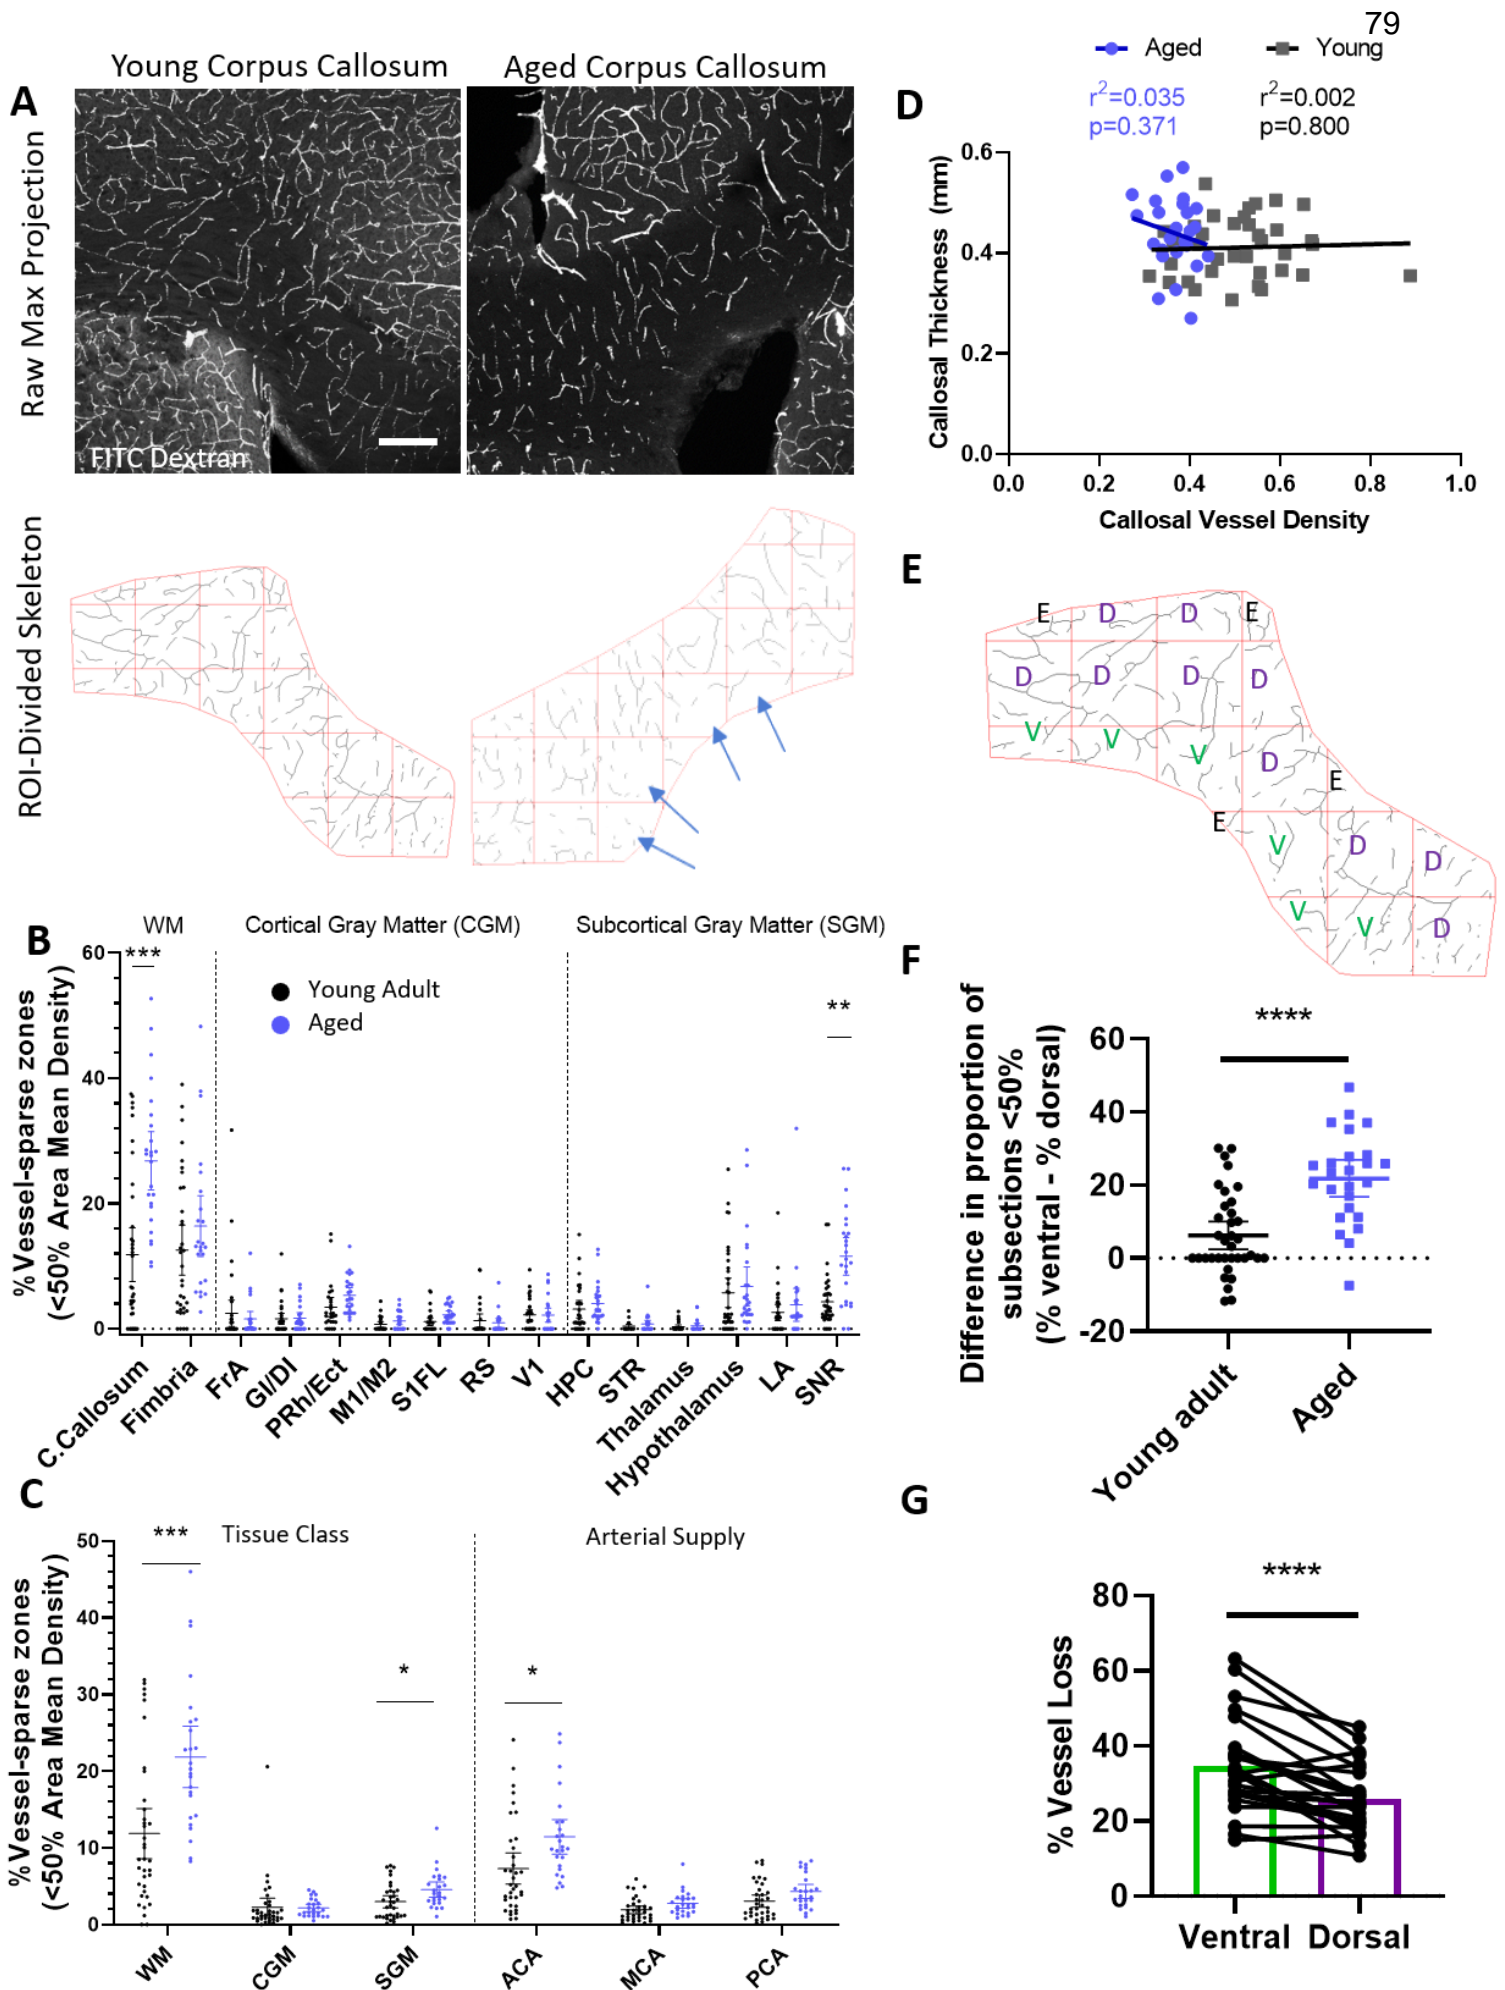 79
A
Young Corpus Callosum
Aged Corpus Callosum
Raw Max Projection
FITC Dextran
ROI-Divided Skeleton
B
WM
Cortical Gray Matter (CGM)
Subcortical Gray Matter (SGM)
%Vessel-sparse zones
(<50% Area Mean Density)
60
40
20
0
***
**
Young Adult
Aged
C.Callosum
Fimbria
FrA
GI/DI
PRh/Ect
M1/M2
S1FL
RS
V1
HPC
STR
Thalamus
Hypothalamus
LA
SNR
C
Tissue Class
Arterial Supply
%Vessel-sparse zones
(<50% Area Mean Density)
50
40
30
20
10
0
***
*
*
WM
CGM
SGM
ACA
MCA
PCA
D
Aged
Young
r²=0.035
p=0.371
r²=0.002
p=0.800
Callosal Thickness (mm)
0.6
0.4
0.2
0.0
0.0 0.2 0.4 0.6 0.8 1.0
Callosal Vessel Density
E
E D D E
D D D D
V V V D
E
E
V D D
V V D
F
Difference in proportion of
subsections <50%
(% ventral - % dorsal)
60
40
20
0
-20
****
Young adult
Aged
G
% Vessel Loss
80
60
40
20
0
****
Ventral Dorsal